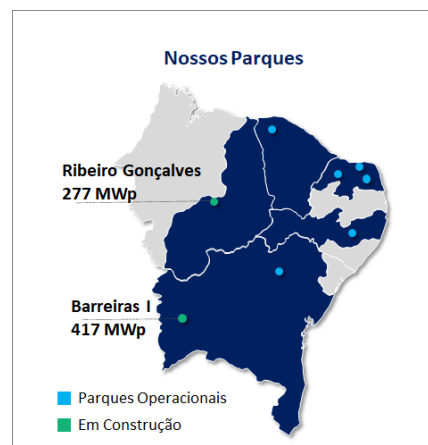 Nossos Parques
Ribeiro Gonçalves
277 MWp
Barreiras I
417 MWp
Parques Operacionais
Em Construção